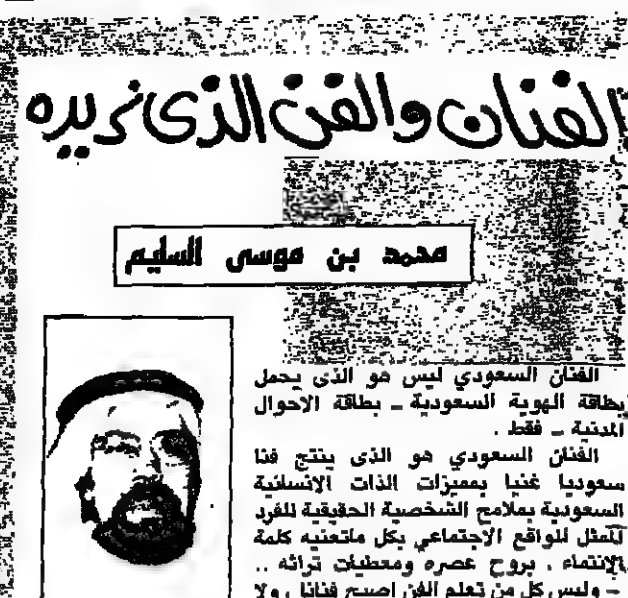 الفنان والفن الذى نريده
محمد بن موسى السليم
الفنان السعودي ليس هو الذى يحمل
بطاقة الهوية السعودية ـ بطاقة الاحوال
المدنية ـ فقط .
الفنان السعودي هو الذى ينتج فنا
سعوديا غنيا بمميزات الذات الانسانية
السعودية بملامح الشخصية الحقيقية للفرد
الممثل للواقع الاجتماعي بكل ماتعنيه كلمة
الإنتماء . بروح عصره ومعطيات تراثه ..
ـ وليس كل من تعلم الفن اصبح فنانا . ولا